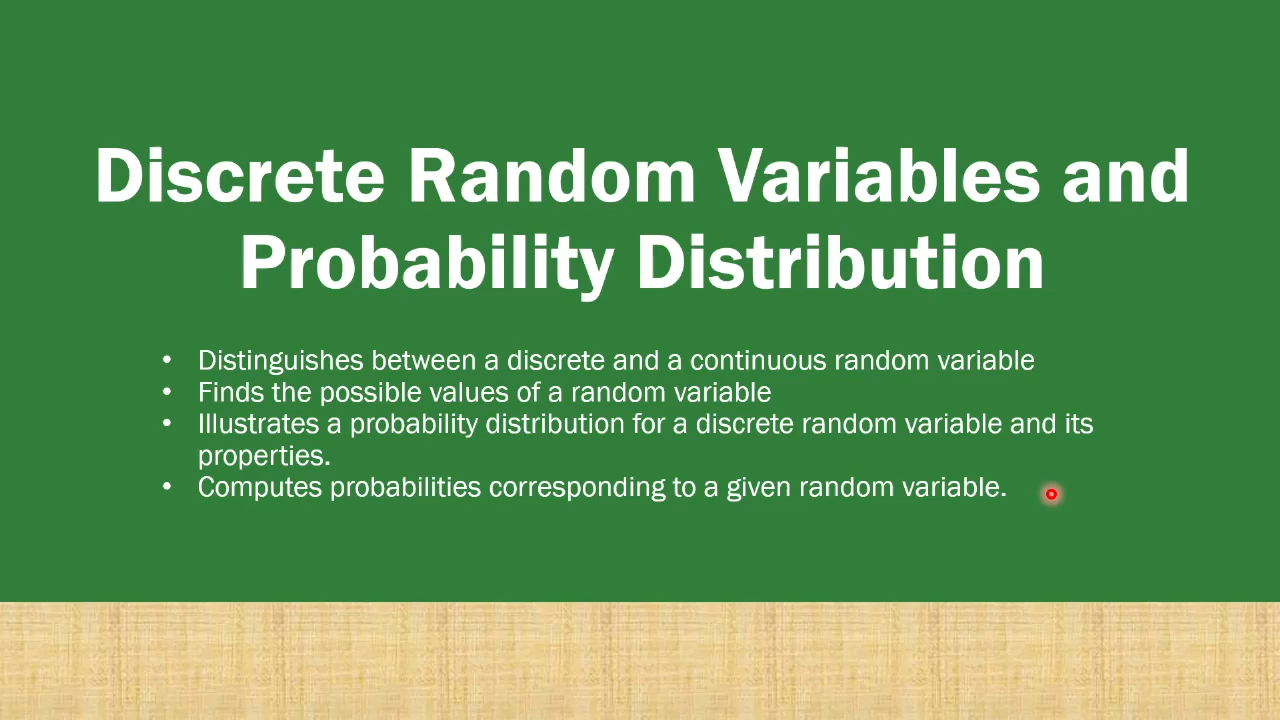 Discrete Random Variables and
Probability Distribution
• Distinguishes between a discrete and a continuous random variable
• Finds the possible values of a random variable
• Illustrates a probability distribution for a discrete random variable and its
properties.
• Computes probabilities corresponding to a given random variable.